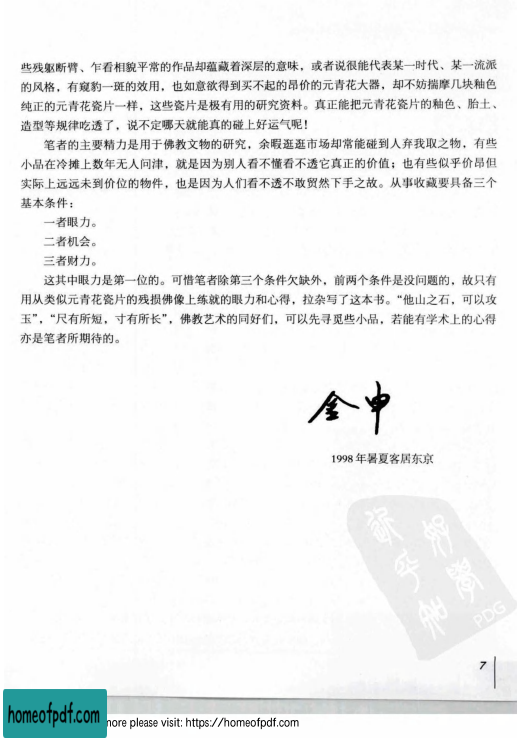 些残躯断臂、乍看相貌平常的作品却蕴藏着深层的意味，或者说很能代表某一时代、某一流派
的风格，有窥豹一斑的效用，也如意欲得到买不起的昂价的元青花大器，却不妨揣摩几块釉色
纯正的元青花瓷片一样，这些瓷片是极有用的研究资料。真正能把元青花瓷片的釉色、胎土、
造型等规律吃透了，说不定哪天就能真的碰上好运气呢！
笔者的主要精力是用于佛教文物的研究，余暇逛逛市场却常能碰到人弃我取之物，有些
小品在冷摊上数年无人问津，就是因为别人看不懂看不透它真正的价值；也有些似乎价昂但
实际上远远未到价位的物件，也是因为人们看不透不敢贸然下手之故。从事收藏要具备三个
基本条件：
一者眼力。
二者机会。
三者财力。
这其中眼力是第一位的。可惜笔者除第三个条件欠缺外，前两个条件是没问题的，故只有
用从类似元青花瓷片的残损佛像上练就的眼力和心得，拉杂写了这本书。“他山之石，可以攻
玉”，“尺有所短，寸有所长”，佛教艺术的同好们，可以先寻觅些小品，若能有学术上的心得
亦是笔者所期待的。
金申
1998 年暑夏客居东京
PDG
7
homeofpdf.com
more please visit: https://homeofpdf.com